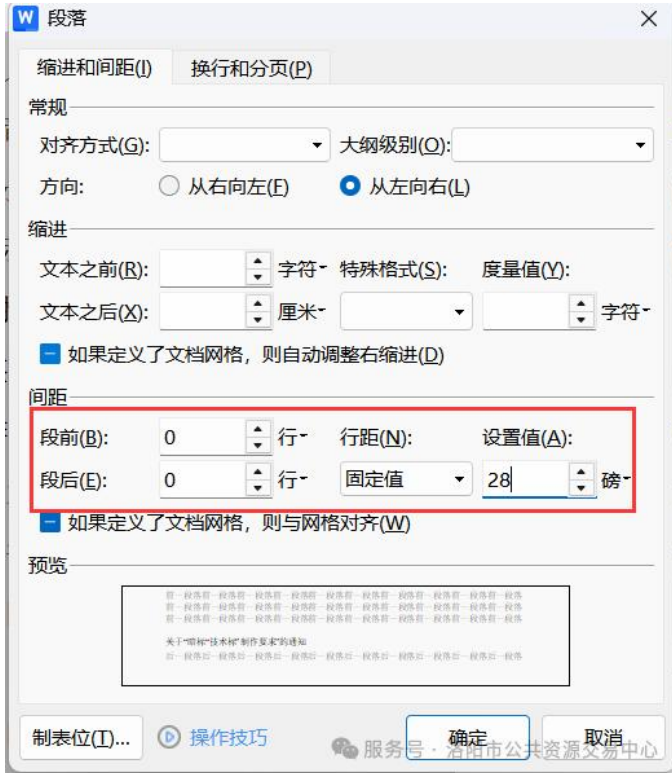 W 段落
缩进和间距(I) 换行和分页(P)
常规
对齐方式(G): 大纲级别(O):
方向: 从右向左(F) 从左向右(L)
缩进
文本之前(R): 字符 特殊格式(S): 度量值(Y):
文本之后(X): 厘米 字符
如果定义了文档网格，则自动调整右缩进(D)
间距
段前(B): 0 行 行距(N): 设置值(A):
段后(E): 0 行 固定值 28 磅
如果定义了文档网格，则与网格对齐(W)
预览
关于“暗标“技术标”制作要求”的通知
制表位(T)... 操作技巧 确定 取消
服务号 · 洛阳市公共资源交易中心